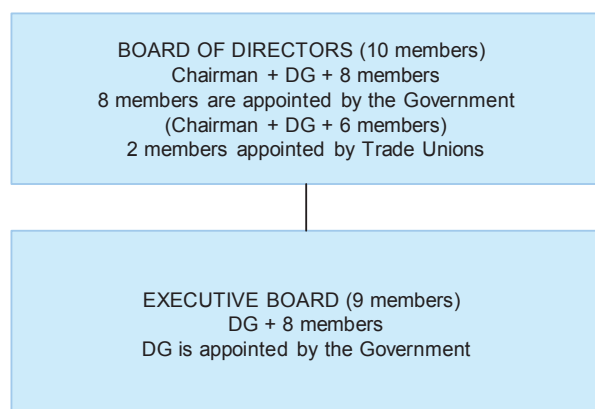 BOARD OF DIRECTORS (10 members)
Chairman + DG + 8 members
8 members are appointed by the Government
(Chairman + DG + 6 members)
2 members appointed by Trade Unions
EXECUTIVE BOARD (9 members)
DG + 8 members
DG is appointed by the Government